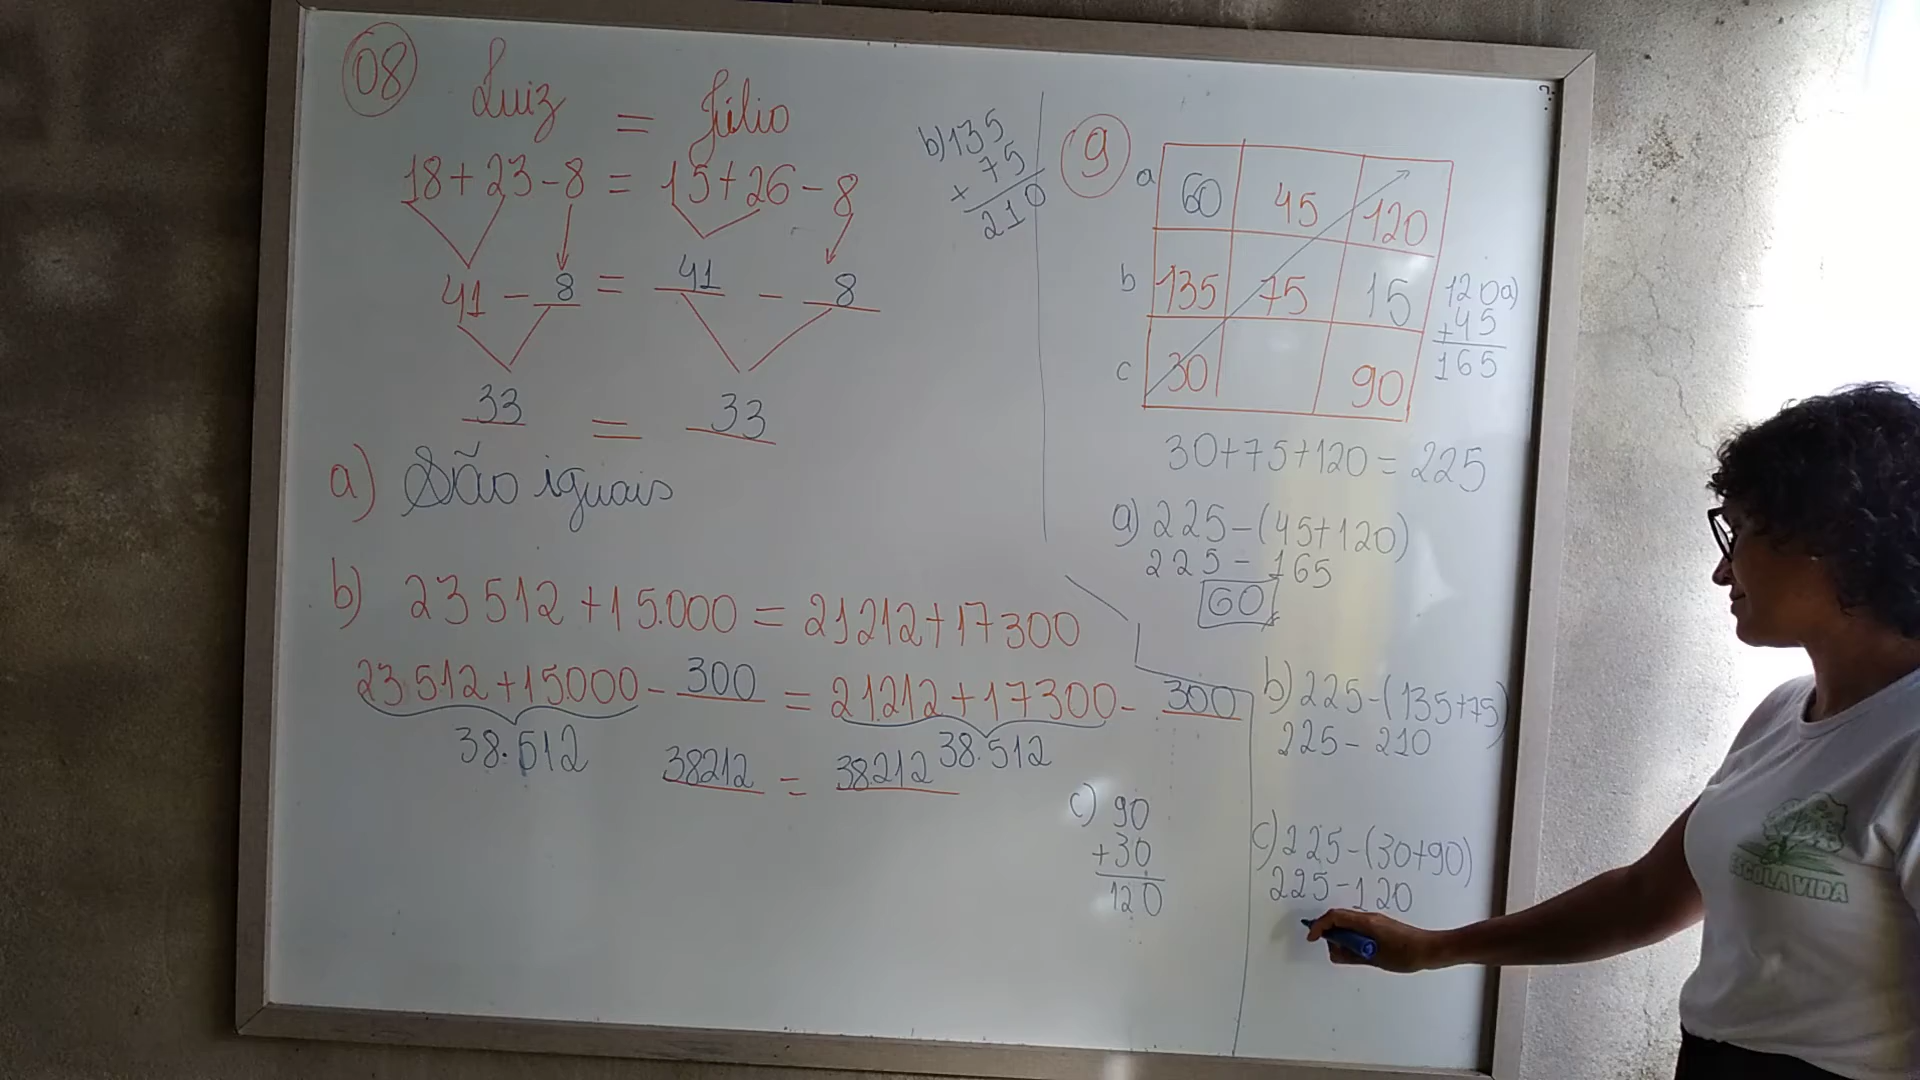 08
Luiz = Júlio
18+23-8 = 15+26-8
41 - 8 = 41 - 8
33 = 33
a) São iguais
b) 23 512 + 15.000 = 21212 + 17300
23 512 + 15000 - 300 = 21212 + 17300 - 300
38.512 38.512
38212 = 38212
b) 135
+ 75
210
9
a 60 45 120
b 135 75 15
c 30 90
120 a)
+45
165
30+75+120 = 225
a) 225-(45+120)
225 - 165
60
b) 225-(135+75)
225 - 210
c) 90
+30
120
c) 225-(30+90)
225-120
ESCOLA VIDA